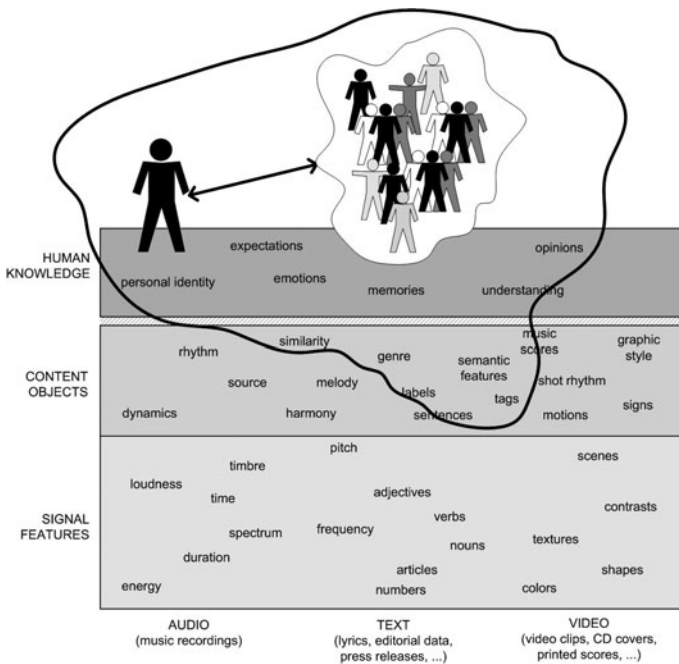 HUMAN
KNOWLEDGE
expectations
opinions
personal identity
emotions
memories
understanding
CONTENT
OBJECTS
music
scores
graphic
style
similarity
rhythm
genre
semantic
features
source
melody
shot rhythm
labels
tags
signs
dynamics
harmony
sentences
motions
SIGNAL
FEATURES
pitch
scenes
timbre
loudness
adjectives
time
contrasts
verbs
spectrum
frequency
nouns
textures
duration
articles
shapes
energy
numbers
colors
AUDIO
(music recordings)
TEXT
(lyrics, editorial data,
press releases, ...)
VIDEO
(video clips, CD covers,
printed scores, ...)